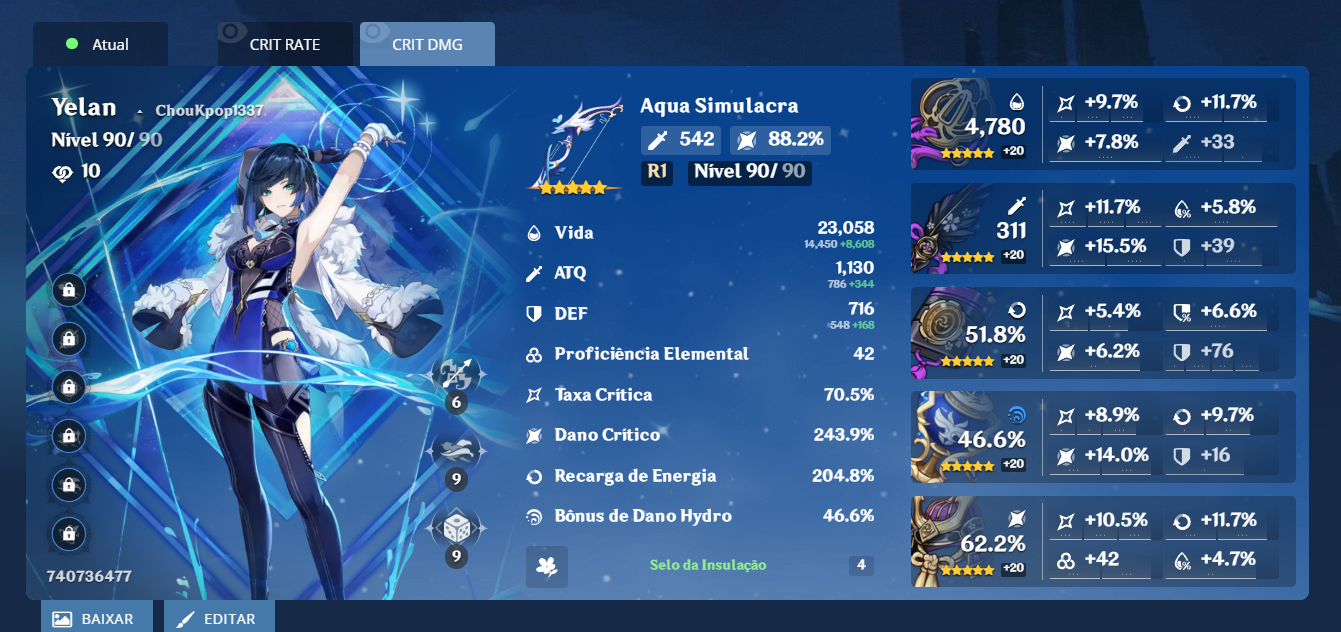 Atual
CRIT RATE
CRIT DMG
Yelan · ChouKpop1337
Nível 90/ 90
10
6
9
9
740736477
Aqua Simulacra
542 88.2%
R1 Nível 90/ 90
Vida 23,058
14,450 +8,608
ATQ 1,130
786 +344
DEF 716
548 +168
Proficiência Elemental 42
Taxa Crítica 70.5%
Dano Crítico 243.9%
Recarga de Energia 204.8%
Bônus de Dano Hydro 46.6%
Selo da Insulação 4
4,780
+20
+9.7% +11.7%
+7.8% +33
311
+20
+11.7% +5.8%
+15.5% +39
51.8%
+20
+5.4% +6.6%
+6.2% +76
46.6%
+20
+8.9% +9.7%
+14.0% +16
62.2%
+20
+10.5% +11.7%
+42 +4.7%
BAIXAR
EDITAR